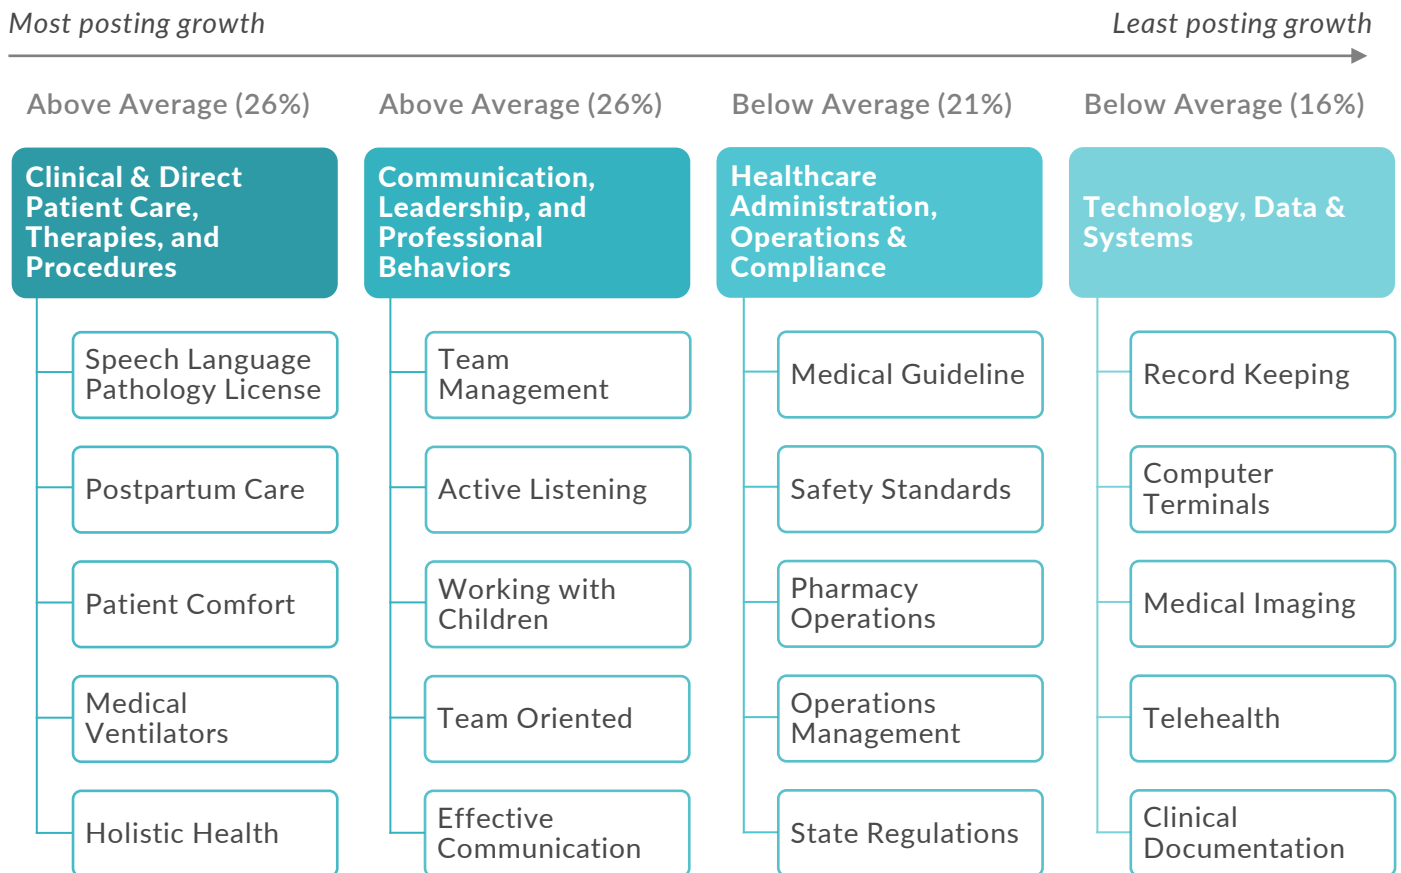 Most posting growth
Least posting growth
Above Average (26%)
Above Average (26%)
Below Average (21%)
Below Average (16%)
Clinical & Direct
Patient Care,
Therapies, and
Procedures
Communication,
Leadership, and
Professional
Behaviors
Healthcare
Administration,
Operations &
Compliance
Technology, Data &
Systems
Speech Language
Pathology License
Postpartum Care
Patient Comfort
Medical
Ventilators
Holistic Health
Team
Management
Active Listening
Working with
Children
Team Oriented
Effective
Communication
Medical Guideline
Safety Standards
Pharmacy
Operations
Operations
Management
State Regulations
Record Keeping
Computer
Terminals
Medical Imaging
Telehealth
Clinical
Documentation